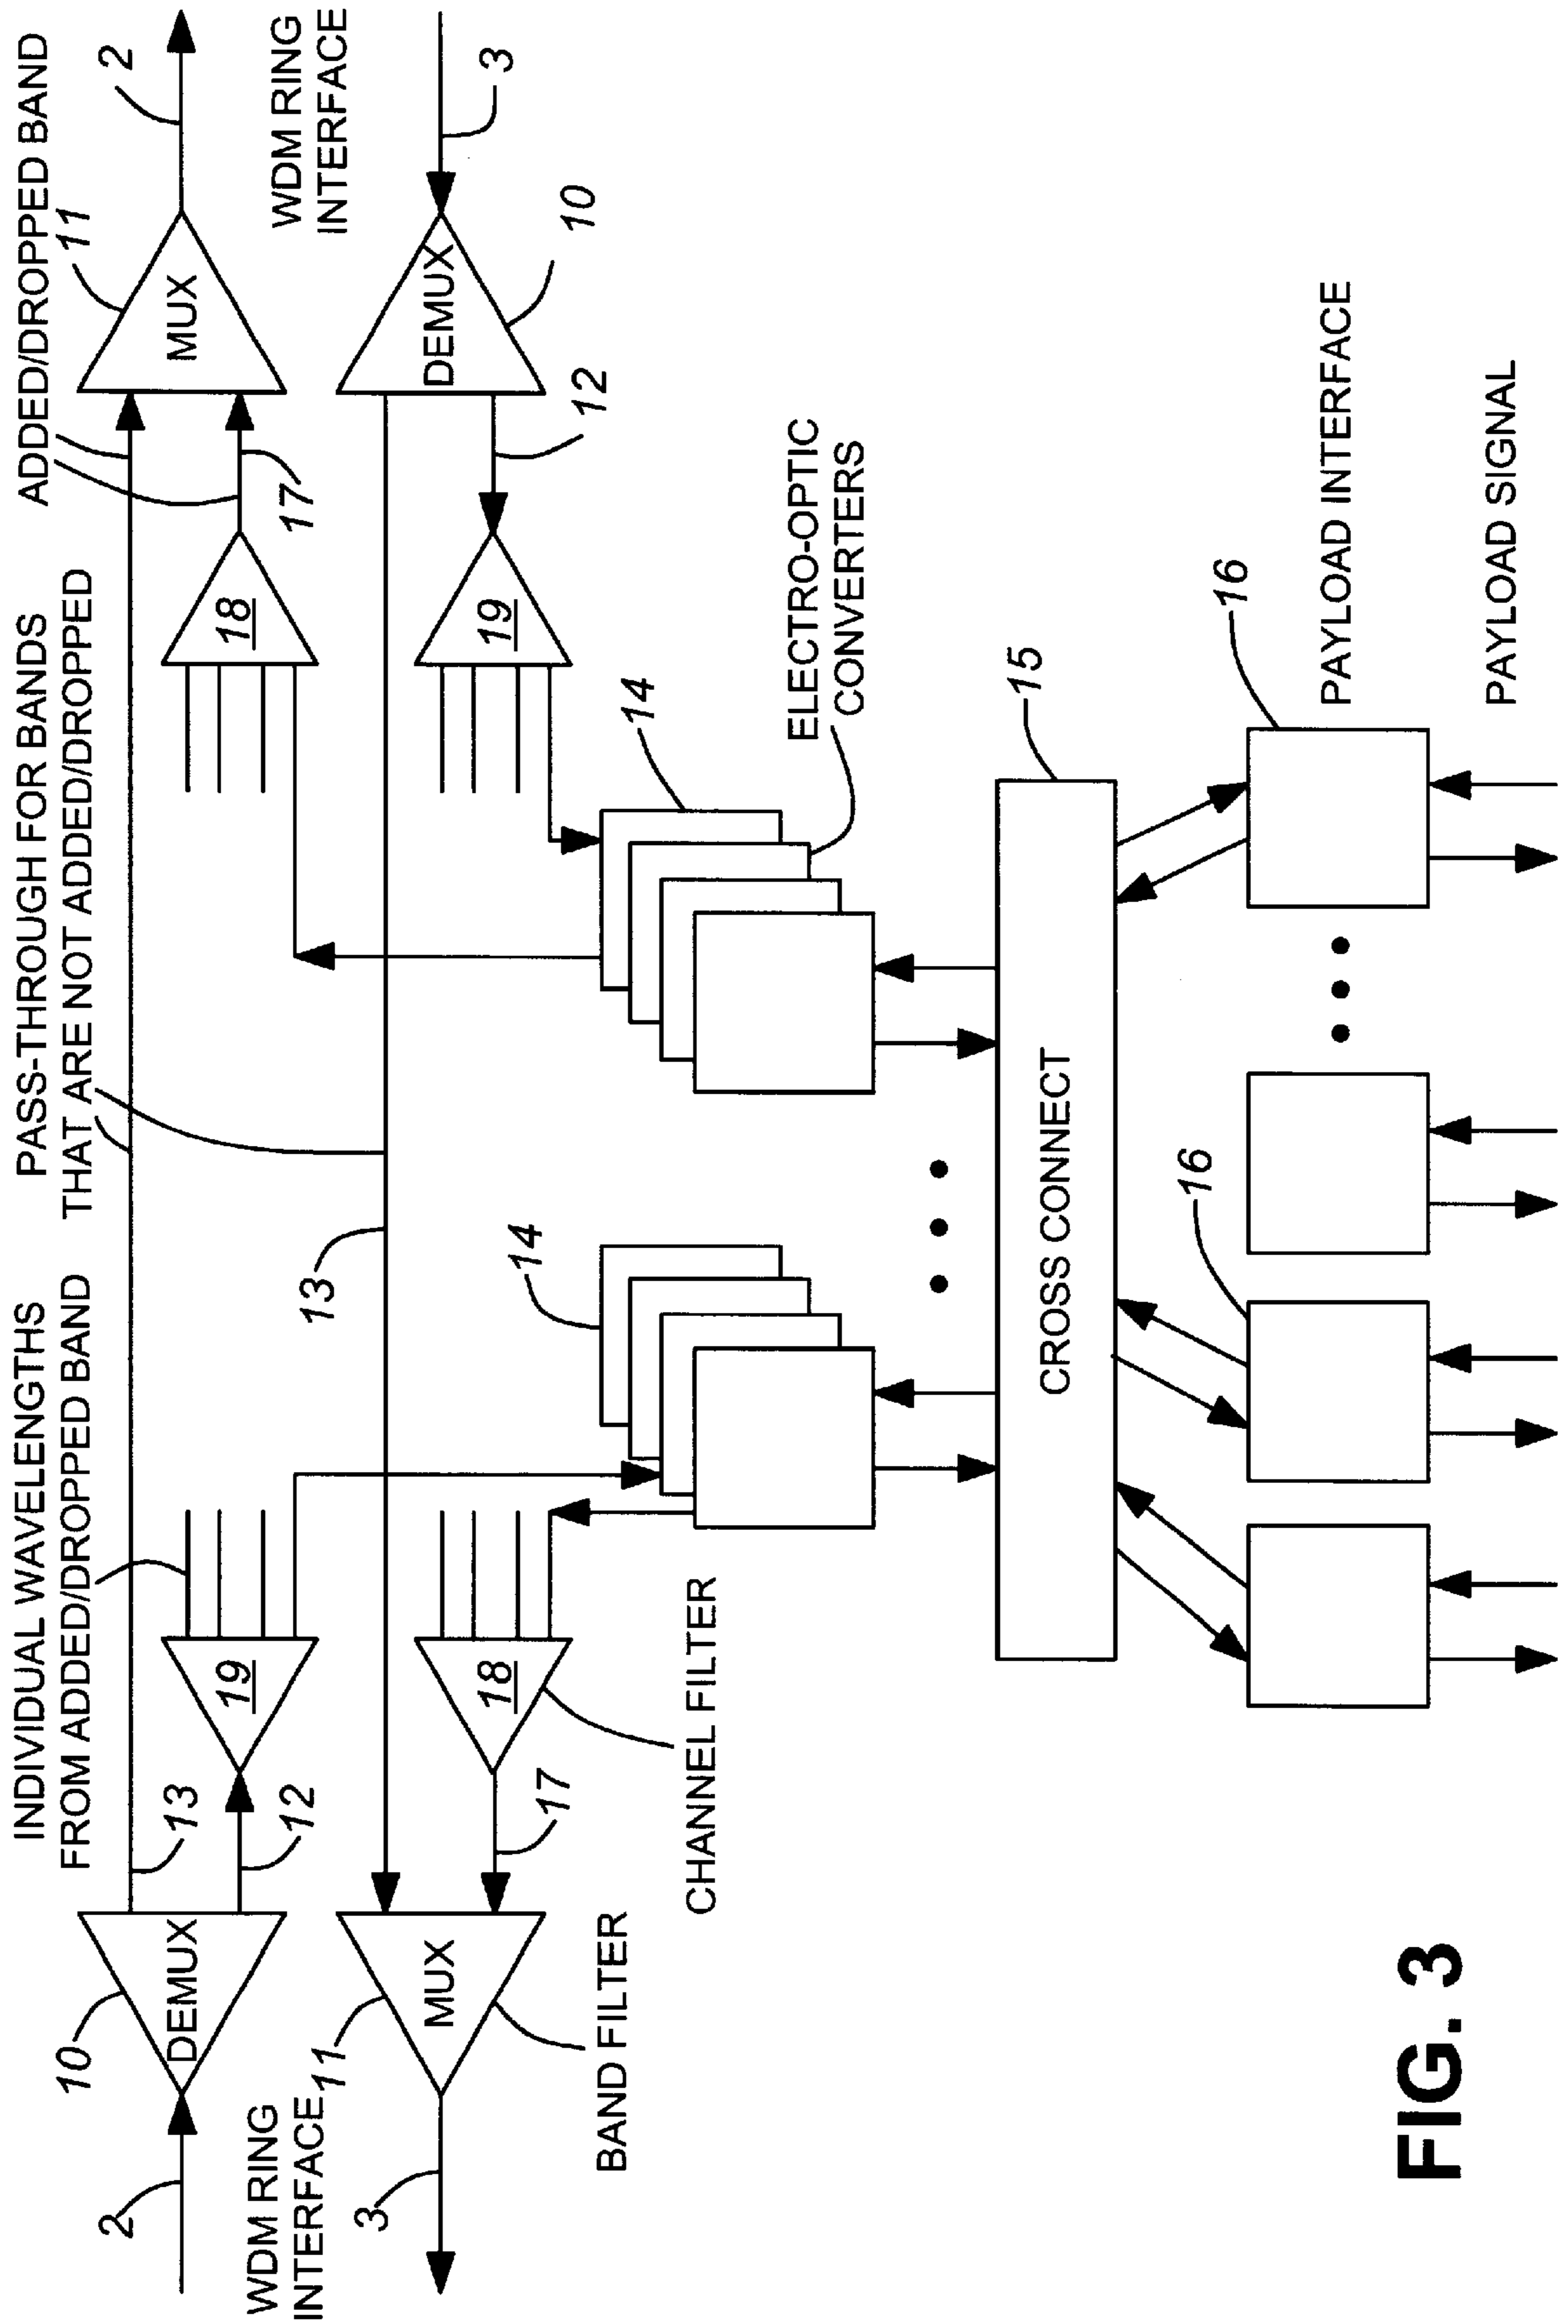 INDIVIDUAL WAVELENGTHS
FROM ADDED/DROPPED BAND
PASS-THROUGH FOR BANDS
THAT ARE NOT ADDED/DROPPED
ADDED/DROPPED BAND
2
10
DEMUX
13
12
19
18
17
11
MUX
2
WDM RING
INTERFACE
WDM RING
INTERFACE
3
11
MUX
BAND FILTER
17
18
CHANNEL FILTER
13
19
12
DEMUX
10
3
14
14
ELECTRO-OPTIC
CONVERTERS
CROSS CONNECT
15
16
16
PAYLOAD INTERFACE
PAYLOAD SIGNAL
FIG. 3